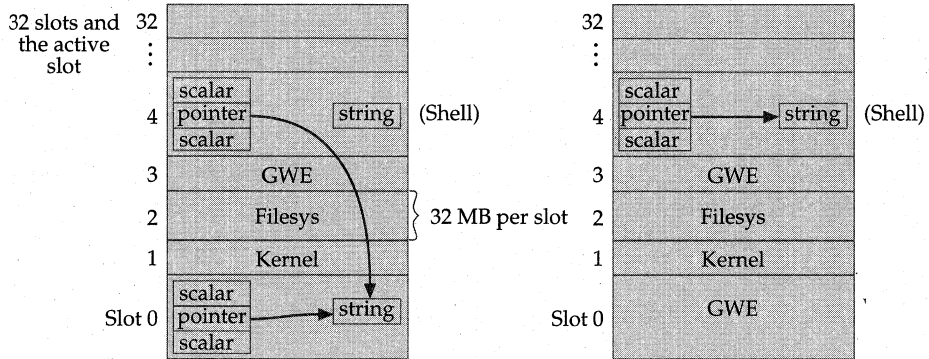 32 slots and
the active
slot
32
⋮
4
scalar
pointer
scalar
string
(Shell)
3
GWE
2
Filesys
32 MB per slot
1
Kernel
Slot 0
scalar
pointer
scalar
string
32
⋮
4
scalar
pointer
scalar
string
(Shell)
3
GWE
2
Filesys
1
Kernel
Slot 0
GWE